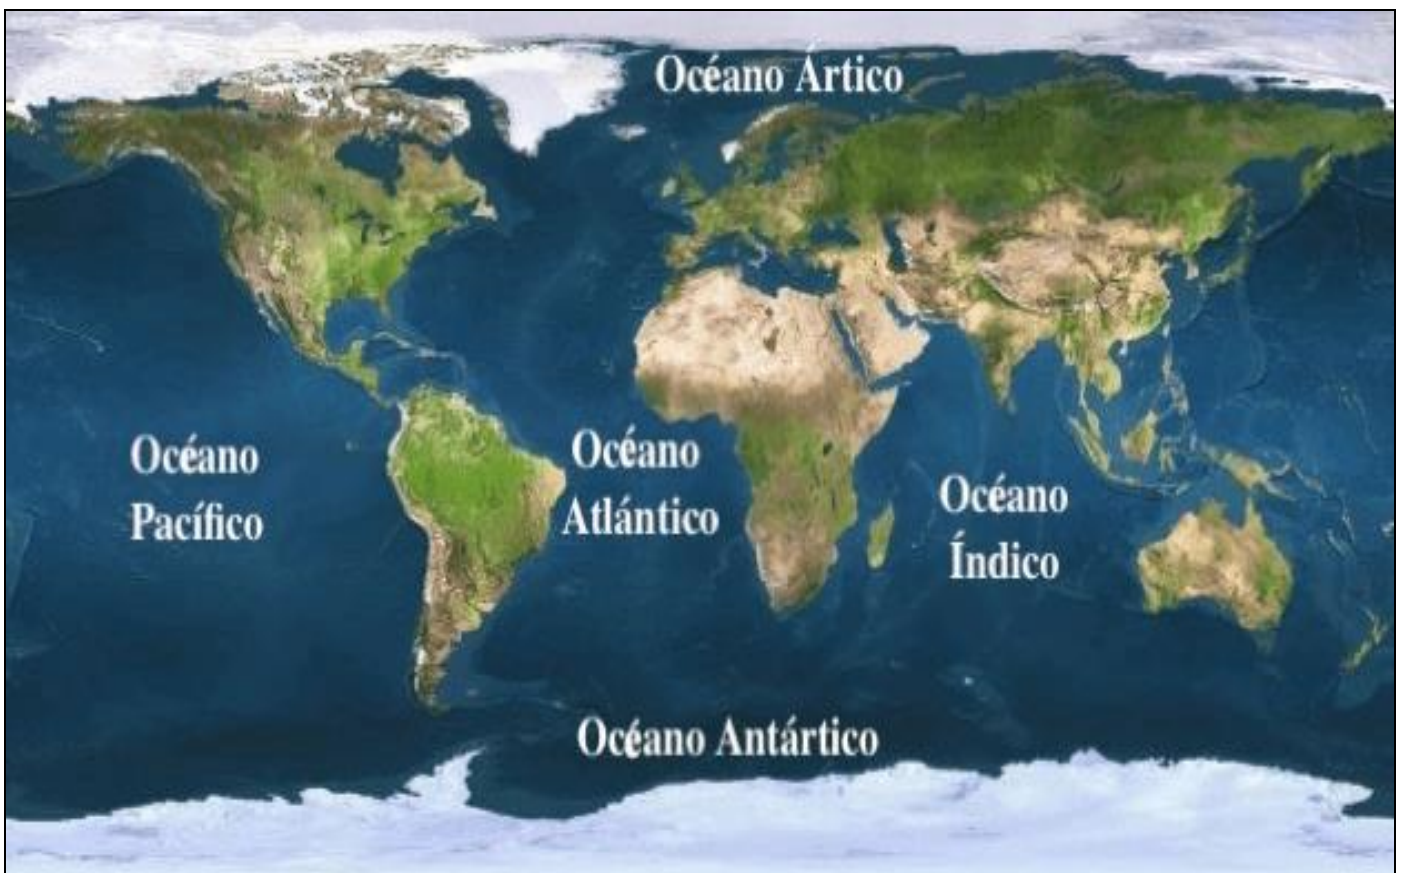 Océano Ártico
Océano
Pacífico
Océano
Atlántico
Océano
Índico
Océano Antártico